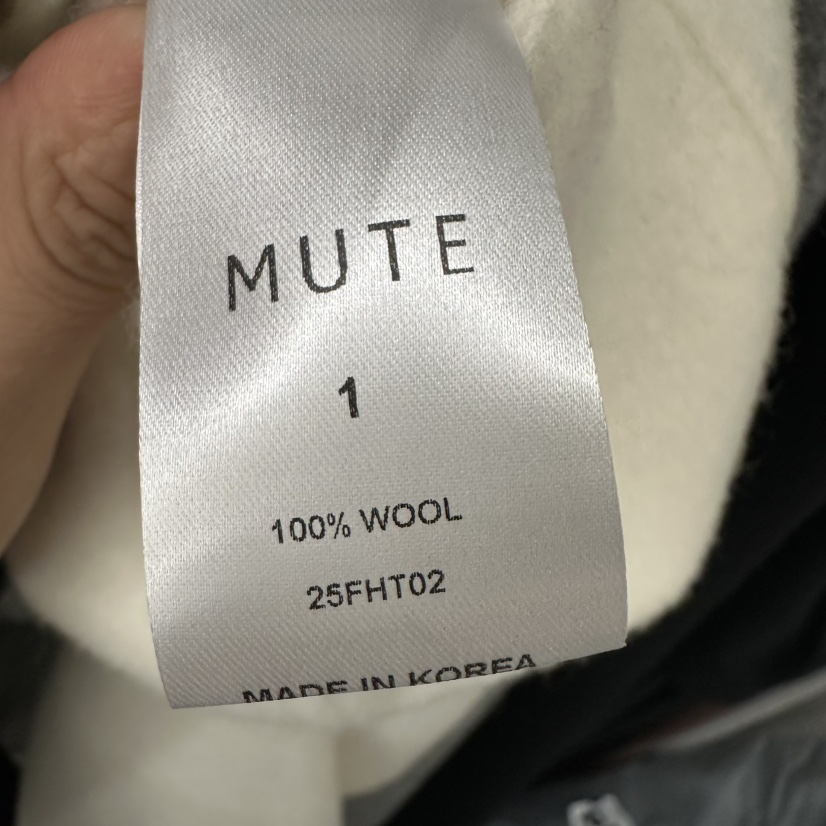 MUTE
1
100% WOOL
25FHT02
MADE IN KOREA